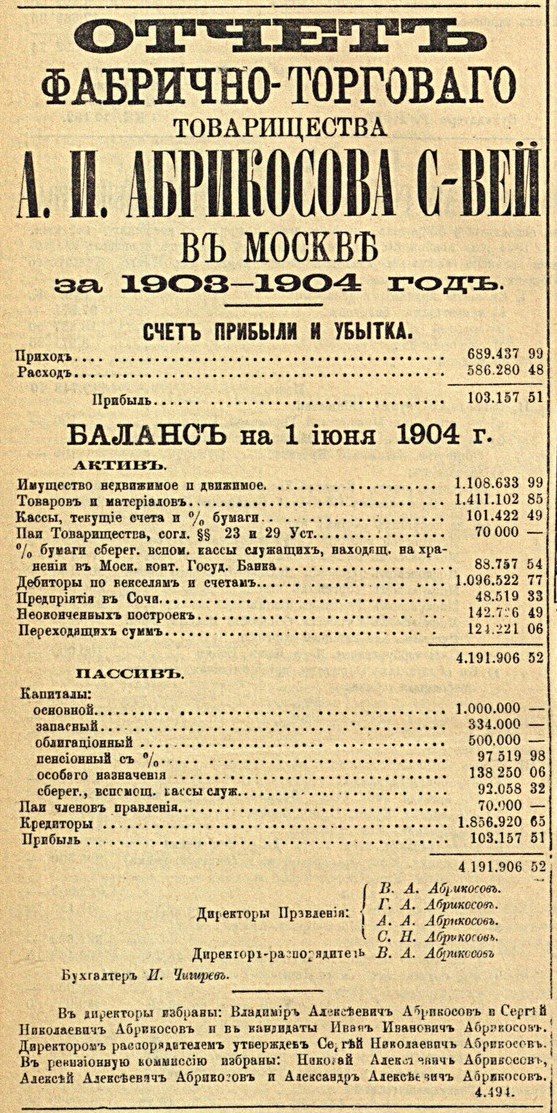 ОТЧЕТЪ
ФАБРИЧНО-ТОРГОВАГО
ТОВАРИЩЕСТВА
А. И. АБРИКОСОВА С-ВЕЙ
ВЪ МОСКВѢ
за 1903—1904 годъ.
СЧЕТЪ ПРИБЫЛИ И УБЫТКА.
Приходъ.... 689.437 99
Расходъ.... 586.280 48
Прибыль.... 103.157 51
БАЛАНСЪ на 1 іюня 1904 г.
АКТИВЪ.
Имущество недвижимое и движимое. .... 1.108.633 99
Товаровъ и матеріаловъ.... 1.411.102 85
Кассы, текущіе счета и % бумаги.... 101.422 49
Паи Товарищества, согл. §§ 23 и 29 Уст.... 70 000 —
% бумаги сберег. вспом. кассы служащихъ, находящ. на хра-
неніи въ Моск. конт. Госуд. Банка.... 88.757 54
Дебиторы по векселямъ и счетамъ.... 1.096.522 77
Предпріятія въ Сочи.... 48.519 33
Неоконченныхъ построекъ.... 142.726 49
Переходящихъ суммъ.... 124.221 06
4.191.906 52
ПАССИВЪ.
Капиталы:
основной.... 1.000.000 —
запасный.... 334.000 —
облигаціонный .... 500.000 —
пенсіонный съ %.... 97 519 98
особаго назначенія .... 138 250 06
сберег., вспомощ. кассы служ.... 92.058 32
Паи членовъ правленія.... 70.000 —
Кредиторы .... 1.856.920 65
Прибыль .... 103.157 51
4 191.906 52
Директоры Правленія: В. А. Абрикосовъ.
Г. А. Абрикосовъ.
А. А. Абрикосовъ.
С. Н. Абрикосовъ.
Директоръ-распорядитель В. А. Абрикосовъ
Бухгалтеръ И. Чигиревъ.
Въ директоры избраны: Владиміръ Алексѣевичъ Абрикосовъ и Сергѣй
Николаевичъ Абрикосовъ и въ кандидаты Иванъ Ивановичъ Абрикосовъ.
Директоромъ распорядителемъ утвержденъ Сергѣй Николаевичъ Абрикосовъ.
Въ ревизіонную коммиссію избраны: Николай Алексѣевичъ Абрикосовъ,
Алексѣй Алексѣевичъ Абрикосовъ и Александръ Алексѣевичъ Абрикосовъ.
4.494.